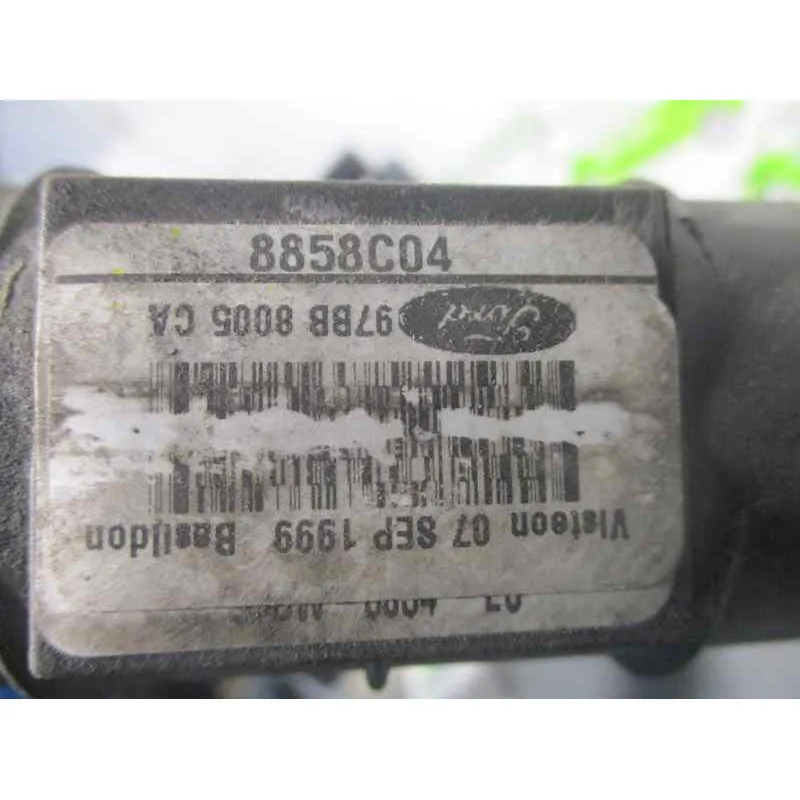 8858C04
Ford 97BB 8005 CA
Visteon 07 SEP 1999 Basildon